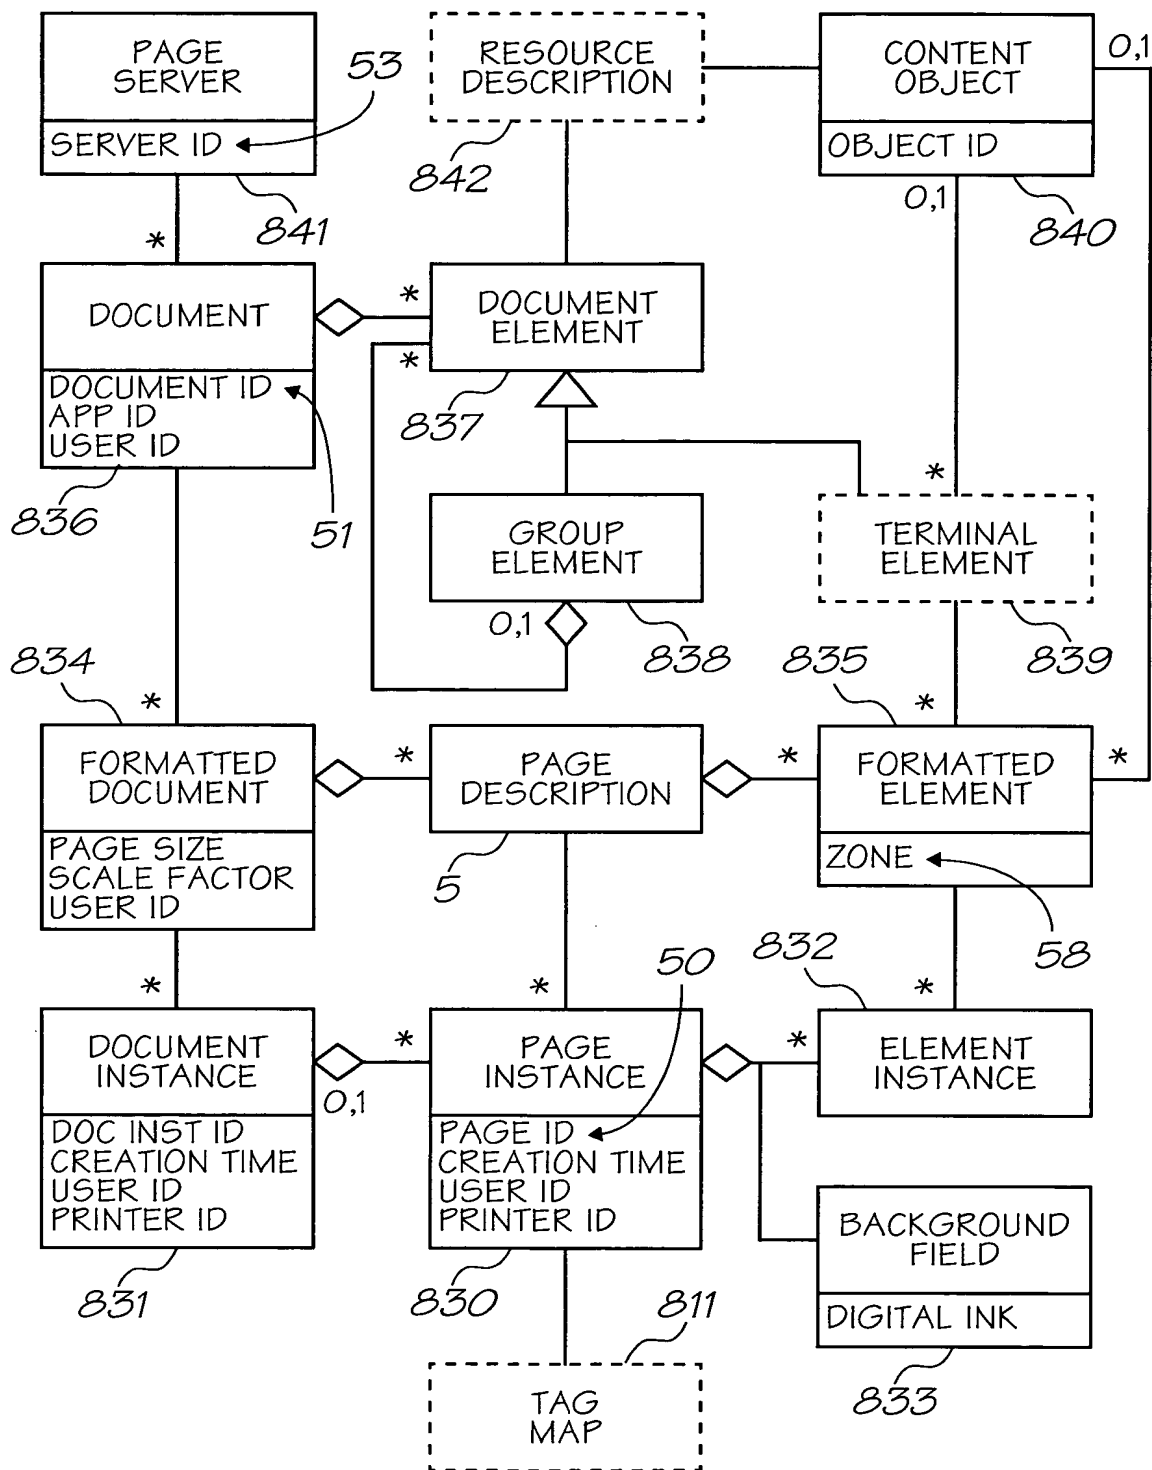 PAGE
SERVER
SERVER ID
53
841
*
RESOURCE
DESCRIPTION
842
CONTENT
OBJECT
OBJECT ID
0,1
0,1
840
DOCUMENT
DOCUMENT ID
APP ID
USER ID
836
51
*
*
DOCUMENT
ELEMENT
837
GROUP
ELEMENT
0,1
838
*
TERMINAL
ELEMENT
839
834
*
FORMATTED
DOCUMENT
PAGE SIZE
SCALE FACTOR
USER ID
*
PAGE
DESCRIPTION
5
835
*
*
*
FORMATTED
ELEMENT
ZONE
58
*
DOCUMENT
INSTANCE
0,1
DOC INST ID
CREATION TIME
USER ID
PRINTER ID
831
*
*
50
PAGE
INSTANCE
PAGE ID
CREATION TIME
USER ID
PRINTER ID
830
832
*
*
ELEMENT
INSTANCE
BACKGROUND
FIELD
DIGITAL INK
833
811
TAG
MAP